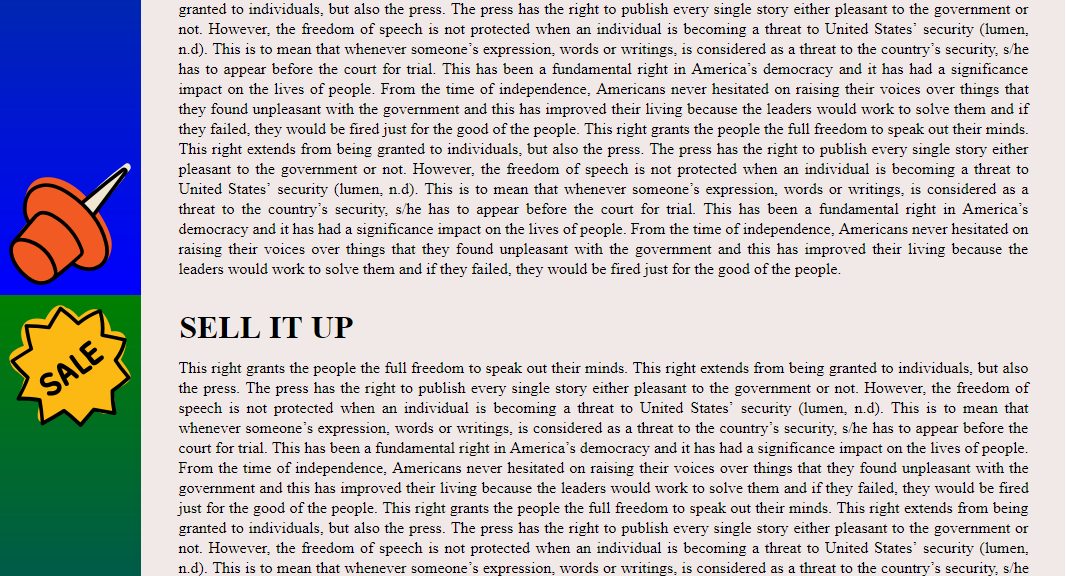 granted to individuals, but also the press. The press has the right to publish every single story either pleasant to the government or
not. However, the freedom of speech is not protected when an individual is becoming a threat to United States’ security (lumen,
n.d). This is to mean that whenever someone’s expression, words or writings, is considered as a threat to the country’s security, s/he
has to appear before the court for trial. This has been a fundamental right in America’s democracy and it has had a significance
impact on the lives of people. From the time of independence, Americans never hesitated on raising their voices over things that
they found unpleasant with the government and this has improved their living because the leaders would work to solve them and if
they failed, they would be fired just for the good of the people. This right grants the people the full freedom to speak out their minds.
This right extends from being granted to individuals, but also the press. The press has the right to publish every single story either
pleasant to the government or not. However, the freedom of speech is not protected when an individual is becoming a threat to
United States’ security (lumen, n.d). This is to mean that whenever someone’s expression, words or writings, is considered as a
threat to the country’s security, s/he has to appear before the court for trial. This has been a fundamental right in America’s
democracy and it has had a significance impact on the lives of people. From the time of independence, Americans never hesitated on
raising their voices over things that they found unpleasant with the government and this has improved their living because the
leaders would work to solve them and if they failed, they would be fired just for the good of the people.
SELL IT UP
SALE
This right grants the people the full freedom to speak out their minds. This right extends from being granted to individuals, but also
the press. The press has the right to publish every single story either pleasant to the government or not. However, the freedom of
speech is not protected when an individual is becoming a threat to United States’ security (lumen, n.d). This is to mean that
whenever someone’s expression, words or writings, is considered as a threat to the country’s security, s/he has to appear before the
court for trial. This has been a fundamental right in America’s democracy and it has had a significance impact on the lives of people.
From the time of independence, Americans never hesitated on raising their voices over things that they found unpleasant with the
government and this has improved their living because the leaders would work to solve them and if they failed, they would be fired
just for the good of the people. This right grants the people the full freedom to speak out their minds. This right extends from being
granted to individuals, but also the press. The press has the right to publish every single story either pleasant to the government or
not. However, the freedom of speech is not protected when an individual is becoming a threat to United States’ security (lumen,
n.d). This is to mean that whenever someone’s expression, words or writings, is considered as a threat to the country’s security, s/he